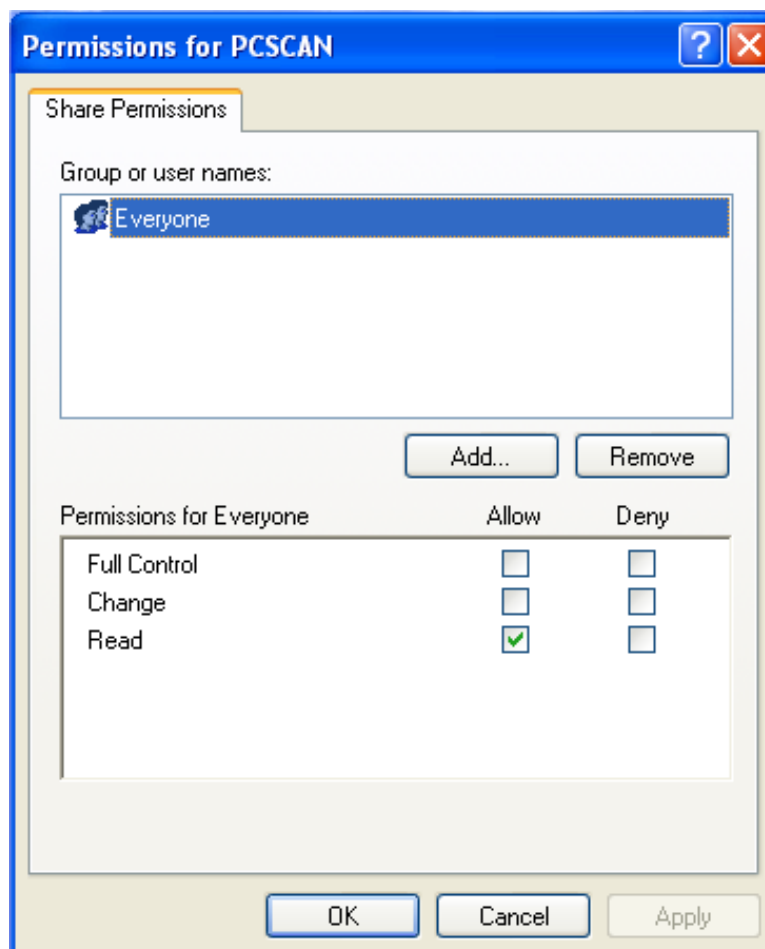 Permissions for PCSCAN
Share Permissions
Group or user names:
Everyone
Add... Remove
Permissions for Everyone Allow Deny
Full Control
Change
Read
OK Cancel Apply